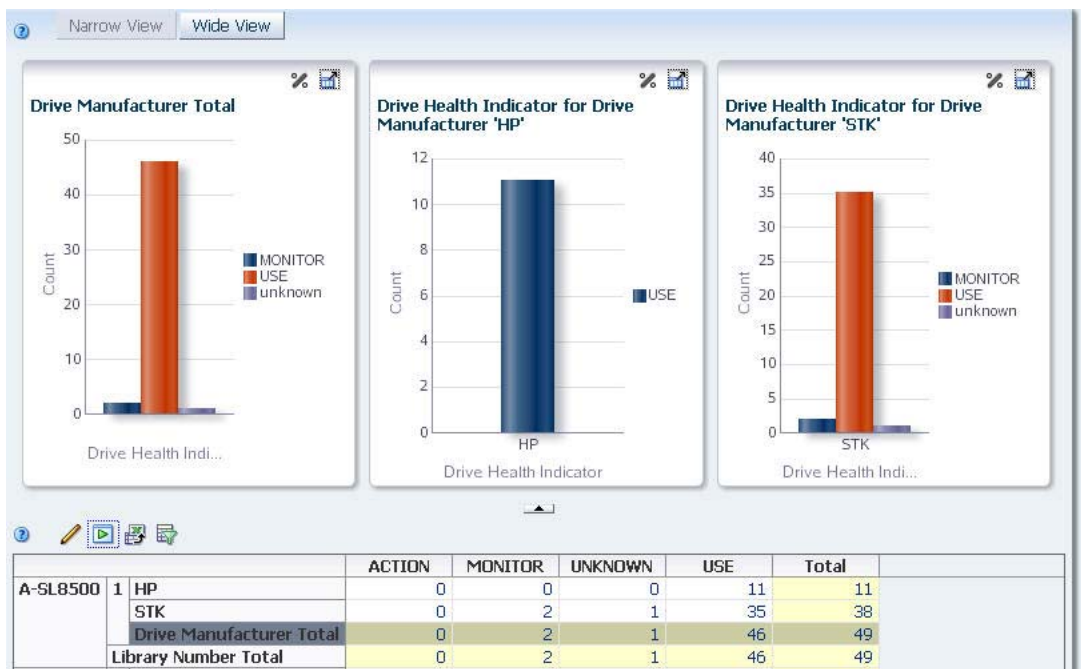 Narrow View Wide View
Drive Manufacturer Total
50
40
30
20
10
0
Count
MONITOR
USE
unknown
Drive Health Indi...
Drive Health Indicator for Drive
Manufacturer 'HP'
12
10
8
6
4
2
0
Count
USE
HP
Drive Health Indicator
Drive Health Indicator for Drive
Manufacturer 'STK'
40
35
30
25
20
15
10
5
0
Count
MONITOR
USE
unknown
STK
Drive Health Indi...
ACTION MONITOR UNKNOWN USE Total
A-SL8500 1 HP 0 0 0 11 11
STK 0 2 1 35 38
Drive Manufacturer Total 0 2 1 46 49
Library Number Total 0 2 1 46 49